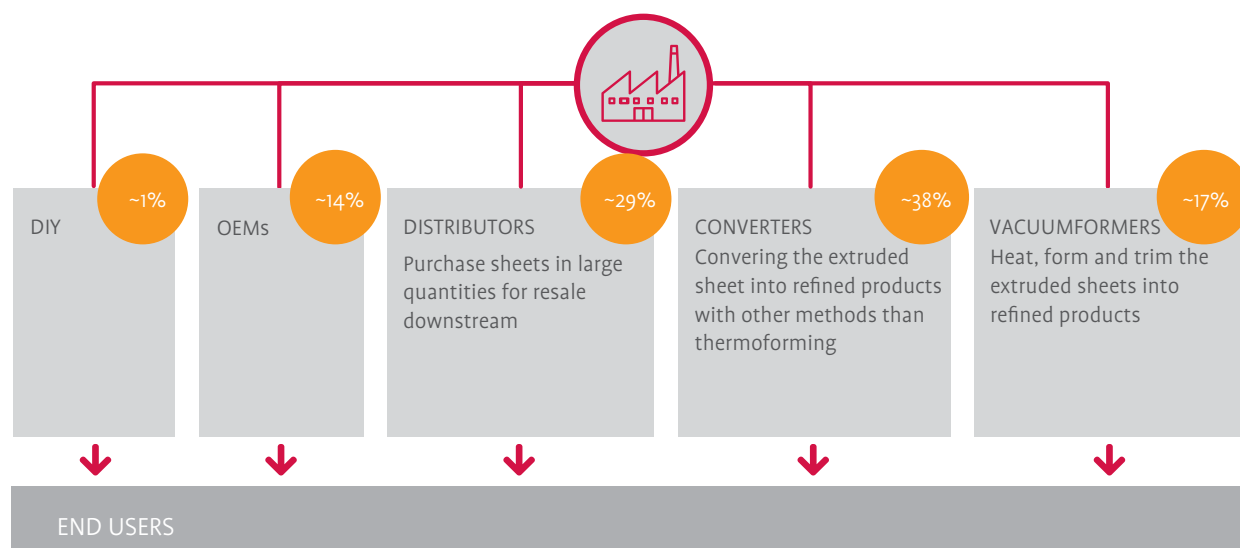 ~1%
DIY
~14%
OEMs
~29%
DISTRIBUTORS
Purchase sheets in large
quantities for resale
downstream
~38%
CONVERTERS
Convering the extruded
sheet into refined products
with other methods than
thermoforming
~17%
VACUUMFORMERS
Heat, form and trim the
extruded sheets into
refined products
END USERS